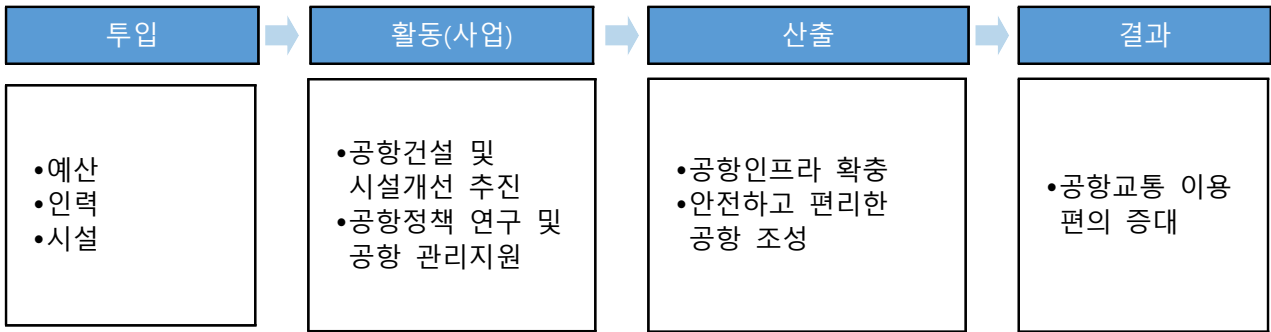 투입
활동(사업)
산출
결과
•예산
•인력
•시설
•공항건설 및
시설개선 추진
•공항정책 연구 및
공항 관리지원
•공항인프라 확충
•안전하고 편리한
공항 조성
•공항교통 이용
편의 증대